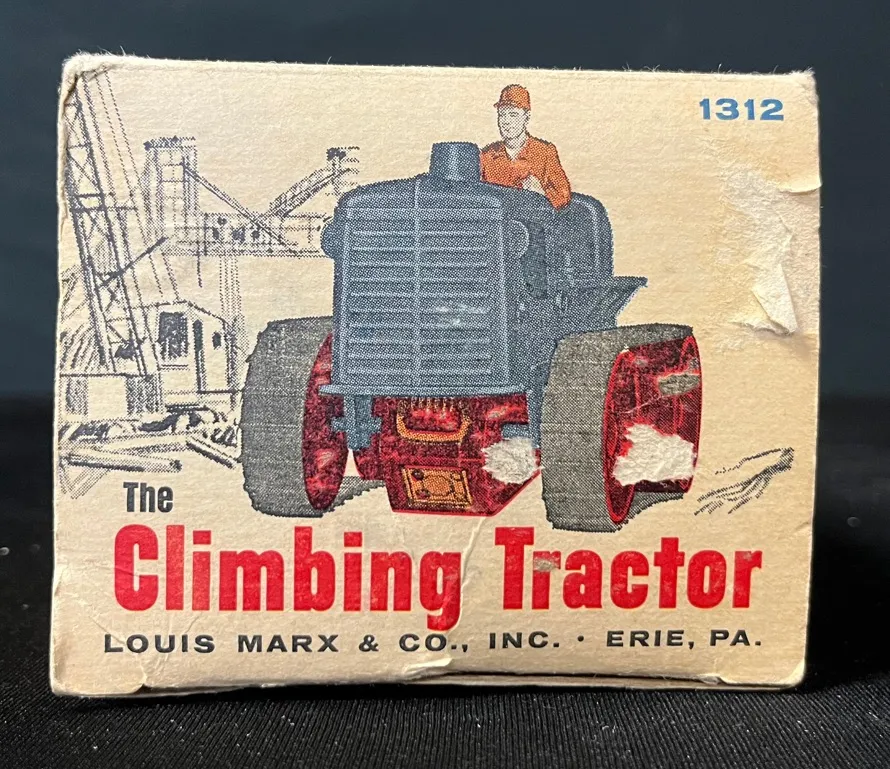 1312
The
Climbing Tractor
LOUIS MARX & CO., INC. · ERIE, PA.